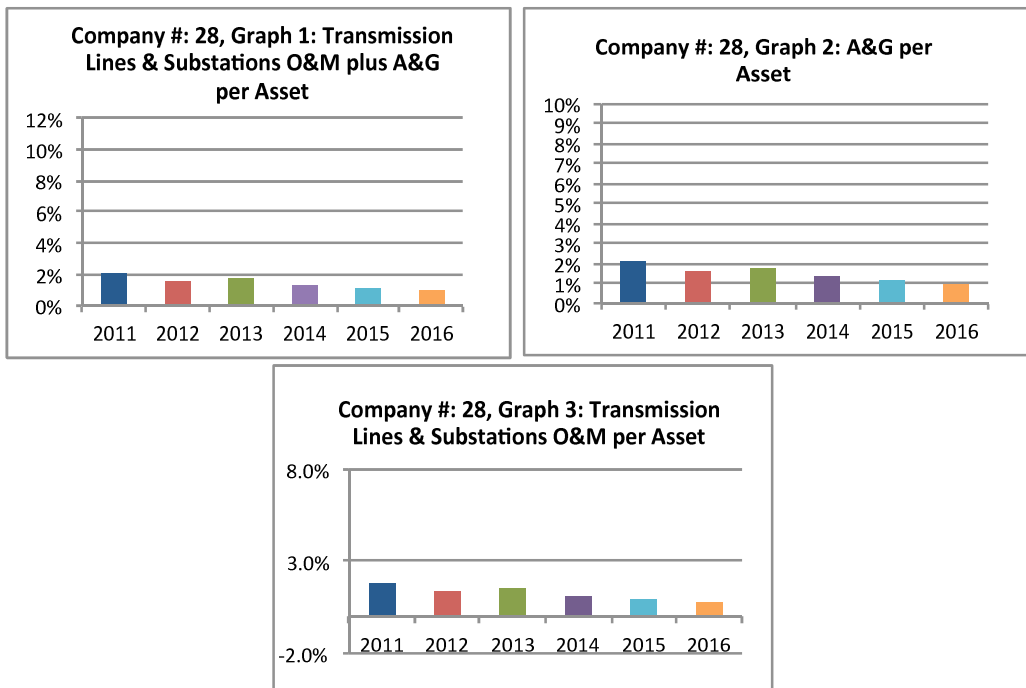 Company #: 28, Graph 1: Transmission
Lines & Substations O&M plus A&G
per Asset
12%
10%
8%
6%
4%
2%
0%
2011 2012 2013 2014 2015 2016
Company #: 28, Graph 2: A&G per
Asset
10%
9%
8%
7%
6%
5%
4%
3%
2%
1%
0%
2011 2012 2013 2014 2015 2016
Company #: 28, Graph 3: Transmission
Lines & Substations O&M per Asset
8.0%
3.0%
-2.0%
2011 2012 2013 2014 2015 2016